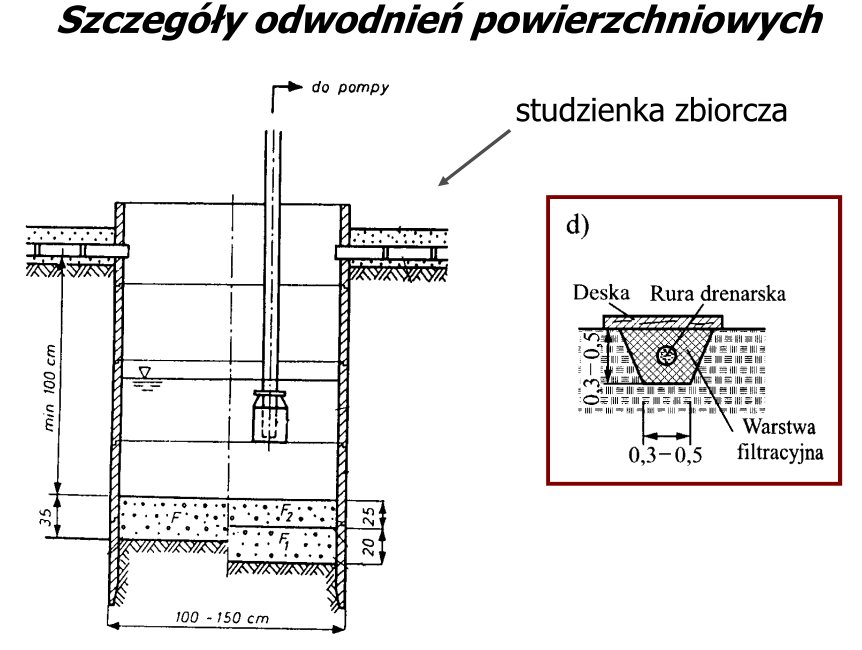 Szczegóły odwodnień powierzchniowych
do pompy
studzienka zbiorcza
d)
Deska Rura drenarska
0,3–0,5
Warstwa
filtracyjna
0,3–0,5
min 100 cm
35
F
F2
F1
25
20
100 - 150 cm